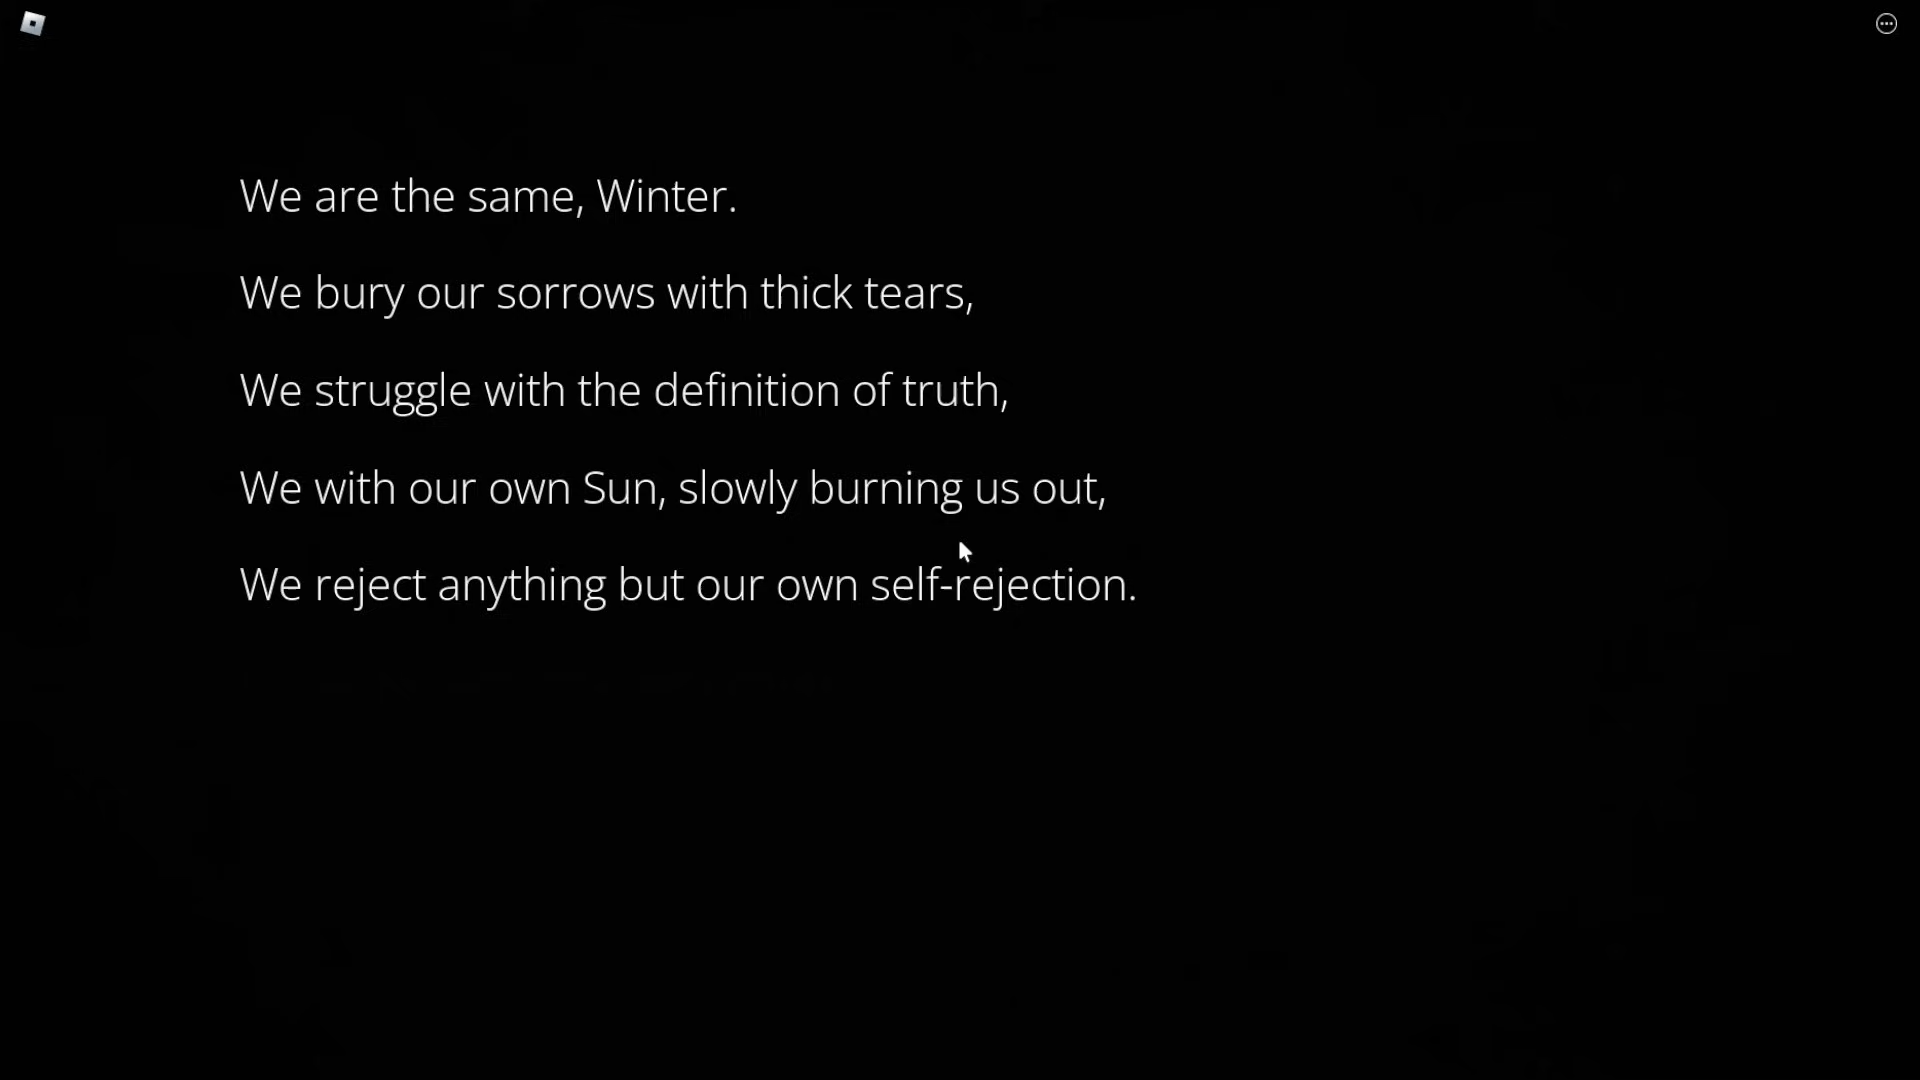 We are the same, Winter.
We bury our sorrows with thick tears,
We struggle with the definition of truth,
We with our own Sun, slowly burning us out,
We reject anything but our own self-rejection.